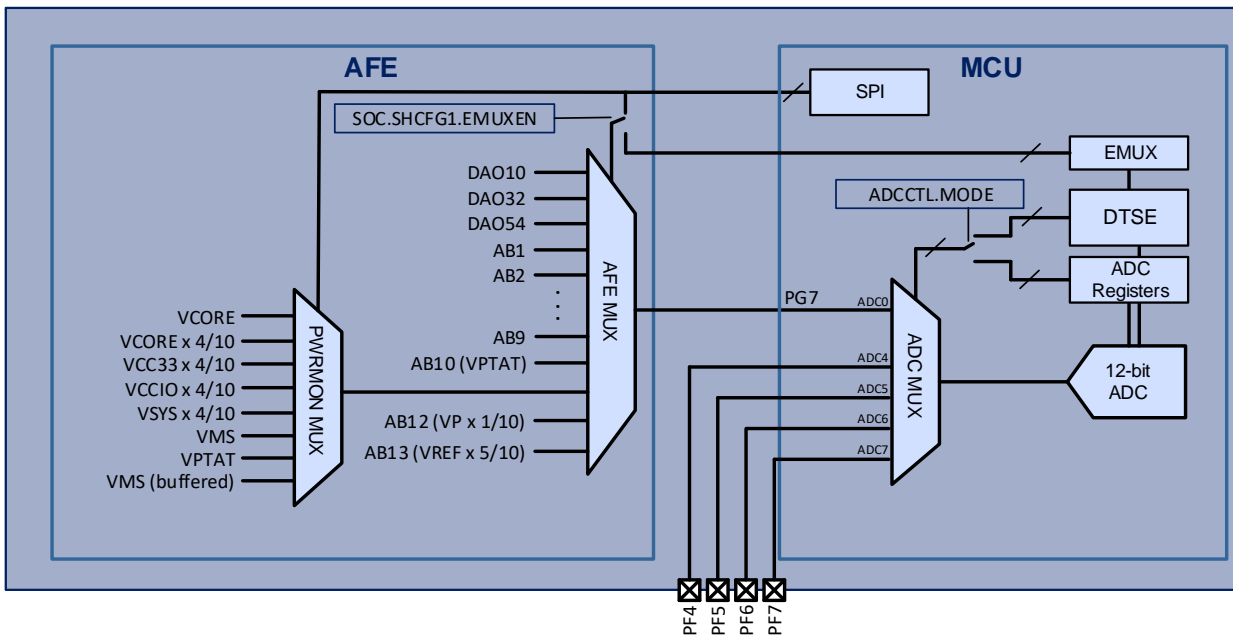 AFE
MCU
SPI
SOC.SHCFG1.EMUXEN
EMUX
DAO10
DAO32
DAO54
AB1
AB2
AB9
AB10 (VPTAT)
AB12 (VP x 1/10)
AB13 (VREF x 5/10)
AFE MUX
VCORE
VCORE x 4/10
VCC33 x 4/10
VCCIO x 4/10
VSYS x 4/10
VMS
VPTAT
VMS (buffered)
PWRMON MUX
ADCCTL.MODE
DTSE
ADC
Registers
PG7
ADC0
ADC4
ADC5
ADC6
ADC7
ADC MUX
12-bit
ADC
PF4
PF5
PF6
PF7